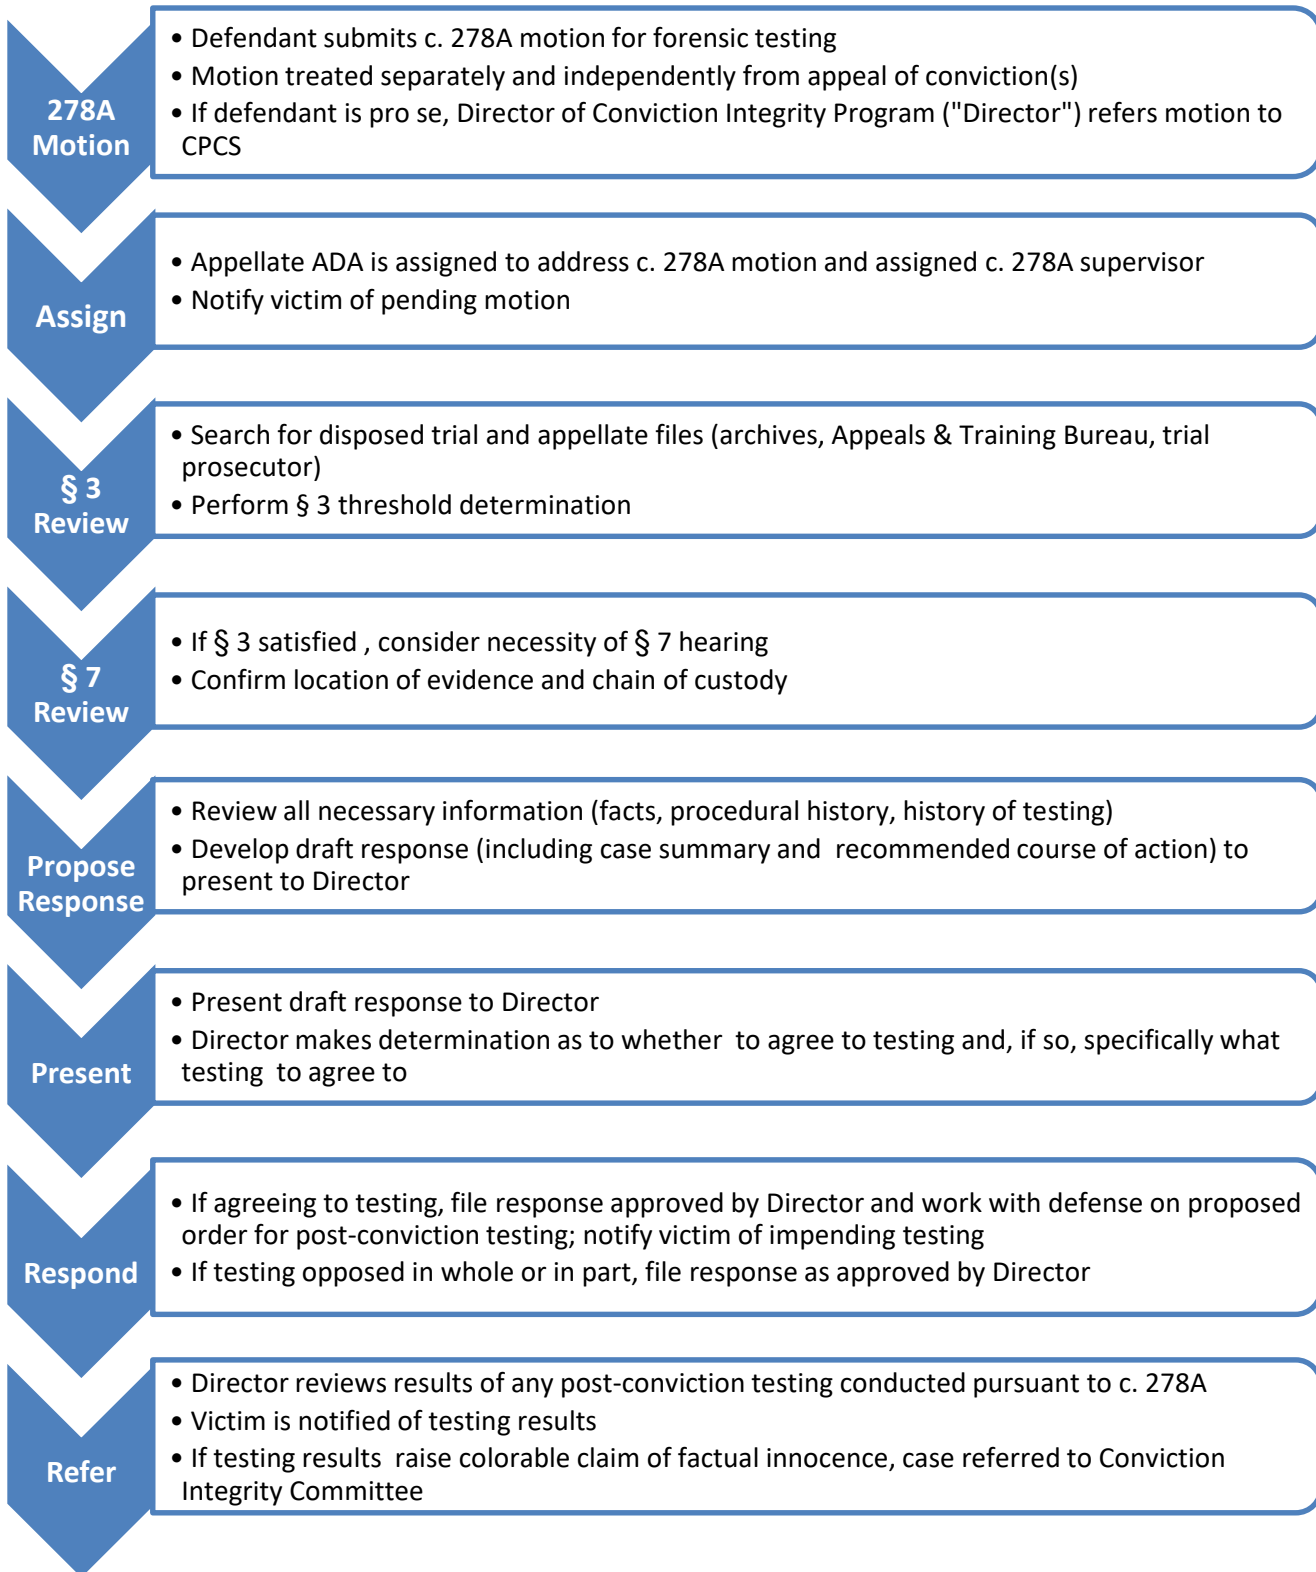 278A
Motion
• Defendant submits c. 278A motion for forensic testing
• Motion treated separately and independently from appeal of conviction(s)
• If defendant is pro se, Director of Conviction Integrity Program ("Director") refers motion to
CPCS
Assign
• Appellate ADA is assigned to address c. 278A motion and assigned c. 278A supervisor
• Notify victim of pending motion
§ 3
Review
• Search for disposed trial and appellate files (archives, Appeals & Training Bureau, trial
prosecutor)
• Perform § 3 threshold determination
§ 7
Review
• If § 3 satisfied , consider necessity of § 7 hearing
• Confirm location of evidence and chain of custody
Propose
Response
• Review all necessary information (facts, procedural history, history of testing)
• Develop draft response (including case summary and recommended course of action) to
present to Director
Present
• Present draft response to Director
• Director makes determination as to whether to agree to testing and, if so, specifically what
testing to agree to
Respond
• If agreeing to testing, file response approved by Director and work with defense on proposed
order for post-conviction testing; notify victim of impending testing
• If testing opposed in whole or in part, file response as approved by Director
Refer
• Director reviews results of any post-conviction testing conducted pursuant to c. 278A
• Victim is notified of testing results
• If testing results raise colorable claim of factual innocence, case referred to Conviction
Integrity Committee